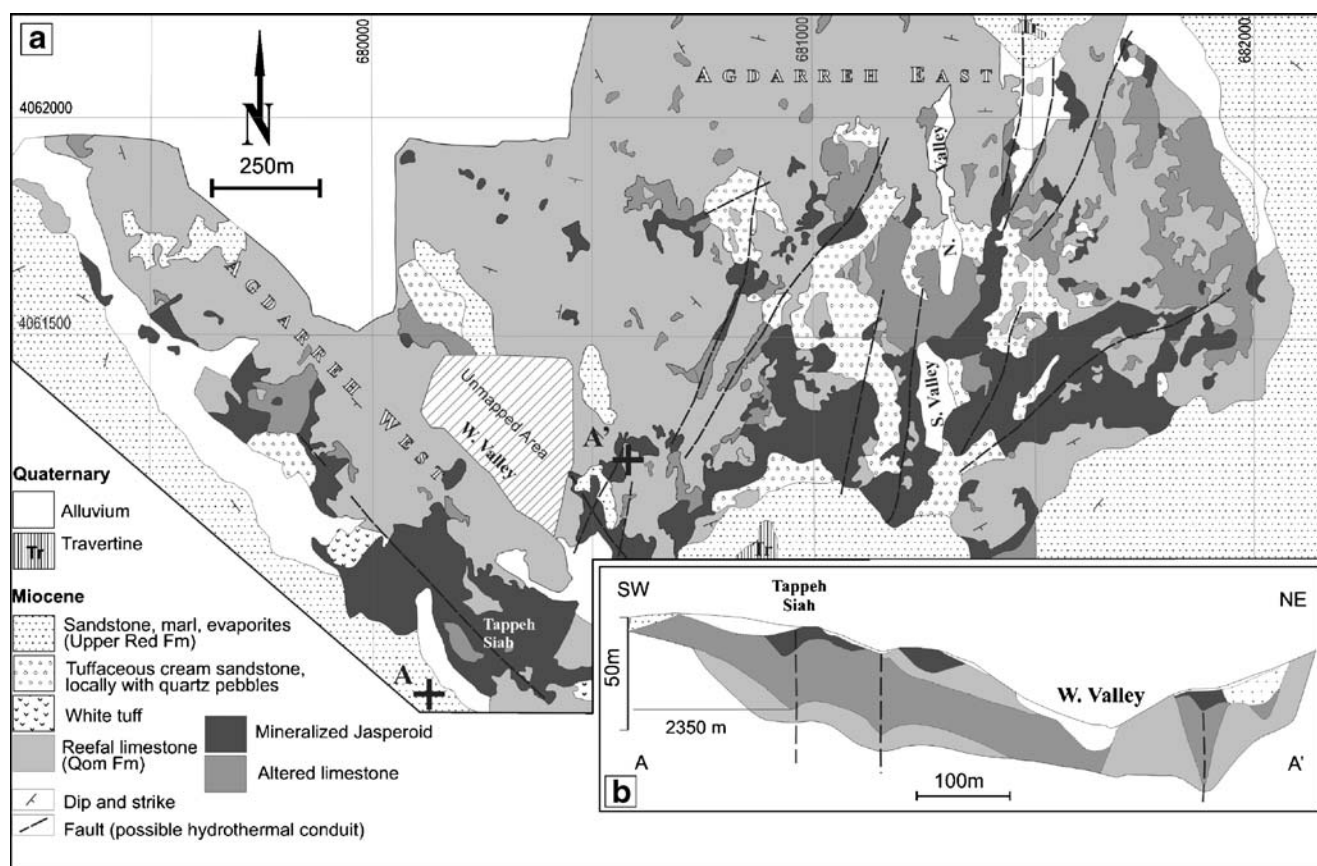 a
680000
681000
682000
Tr
AGDARREH EAST
4062000
N
250m
Valley
N.
AGDARREH WEST
4061500
Unmapped Area
W. Valley
S. Valley
A'
Quaternary
Alluvium
Tr
Travertine
Tr
Miocene
Sandstone, marl, evaporites
(Upper Red Fm)
Tuffaceous cream sandstone,
locally with quartz pebbles
White tuff
Reefal limestone
(Qom Fm)
Mineralized Jasperoid
Altered limestone
Dip and strike
Fault (possible hydrothermal conduit)
Tappeh
Siah
A
SW
Tappeh
Siah
NE
50m
W. Valley
2350 m
A
A'
100m
b